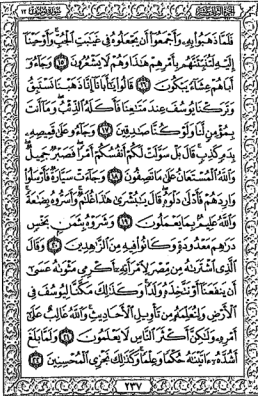 فَلَمَّا ذَهَبُوا۟ بِهِۦ وَأَجْمَعُوٓا۟ أَن يَجْعَلُوهُ فِى غَيَٰبَتِ ٱلْجُبِّ وَأَوْحَيْنَآ
إِلَيْهِ لَتُنَبِّئَنَّهُم بِأَمْرِهِمْ هَٰذَا وَهُمْ لَا يَشْعُرُونَ ١٥ وَجَآءُوٓ
أَبَاهُمْ عِشَآءً يَبْكُونَ ١٦ قَالُوا۟ يَٰٓأَبَانَآ إِنَّا ذَهَبْنَا نَسْتَبِقُ
وَتَرَكْنَا يُوسُفَ عِندَ مَتَٰعِنَا فَأَكَلَهُ ٱلذِّئْبُ وَمَآ أَنتَ
بِمُؤْمِنٍ لَّنَا وَلَوْ كُنَّا صَٰدِقِينَ ١٧ وَجَآءُو عَلَىٰ قَمِيصِهِۦ
بِدَمٍ كَذِبٍ قَالَ بَلْ سَوَّلَتْ لَكُمْ أَنفُسُكُمْ أَمْرًا فَصَبْرٌ جَمِيلٌ
وَٱللَّهُ ٱلْمُسْتَعَانُ عَلَىٰ مَا تَصِفُونَ ١٨ وَجَآءَتْ سَيَّارَةٌ فَأَرْسَلُوا۟
وَارِدَهُمْ فَأَدْلَىٰ دَلْوَهُۥ قَالَ يَٰبُشْرَىٰ هَٰذَا غُلَٰمٌ وَأَسَرُّوهُ بِضَٰعَةً
وَٱللَّهُ عَلِيمٌۢ بِمَا يَعْمَلُونَ ١٩ وَشَرَوْهُ بِثَمَنٍۭ بَخْسٍ
دَرَٰهِمَ مَعْدُودَةٍ وَكَانُوا۟ فِيهِ مِنَ ٱلزَّٰهِدِينَ ٢٠ وَقَالَ
ٱلَّذِى ٱشْتَرَىٰهُ مِن مِّصْرَ لِٱمْرَأَتِهِۦٓ أَكْرِمِى مَثْوَىٰهُ عَسَىٰٓ
أَن يَنفَعَنَآ أَوْ نَتَّخِذَهُۥ وَلَدًا وَكَذَٰلِكَ مَكَّنَّا لِيُوسُفَ فِى
ٱلْأَرْضِ وَلِنُعَلِّمَهُۥ مِن تَأْوِيلِ ٱلْأَحَادِيثِ وَٱللَّهُ غَالِبٌ عَلَىٰٓ
أَمْرِهِۦ وَلَٰكِنَّ أَكْثَرَ ٱلنَّاسِ لَا يَعْلَمُونَ ٢١ وَلَمَّا بَلَغَ
أَشُدَّهُۥٓ ءَاتَيْنَٰهُ حُكْمًا وَعِلْمًا وَكَذَٰلِكَ نَجْزِى ٱلْمُحْسِنِينَ ٢٢
٢٣٧